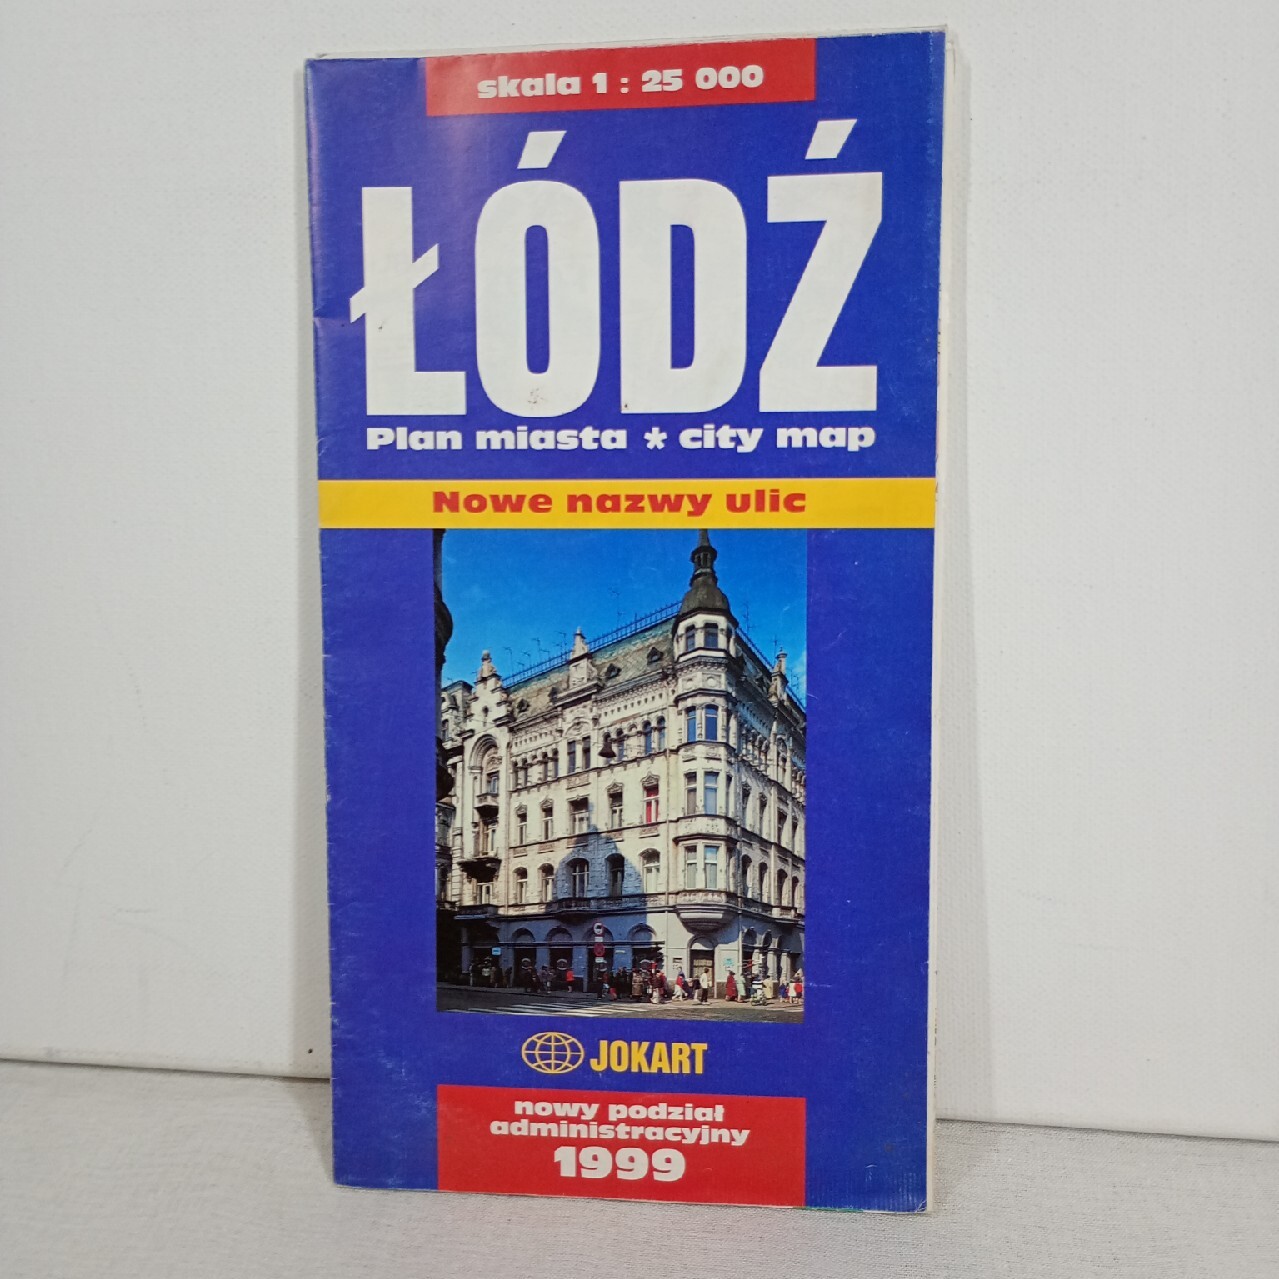 skala 1 : 25 000
ŁÓDŹ
Plan miasta * city map
Nowe nazwy ulic
JOKART
nowy podział
administracyjny
1999